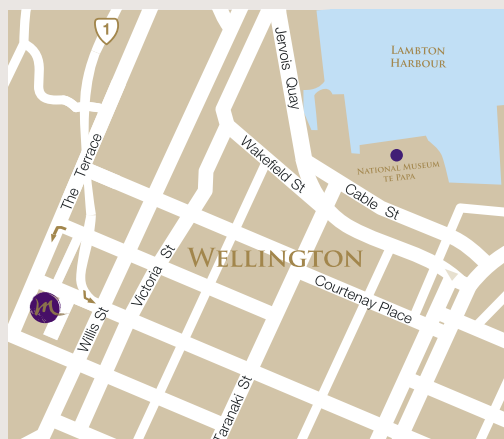 1
Jervois Quay
LAMBTON
HARBOUR
The Terrace
Wakefield St
NATIONAL MUSEUM
TE PAPA
Cable St
WELLINGTON
Victoria St
Courtenay Place
m
Willis St
Taranaki St